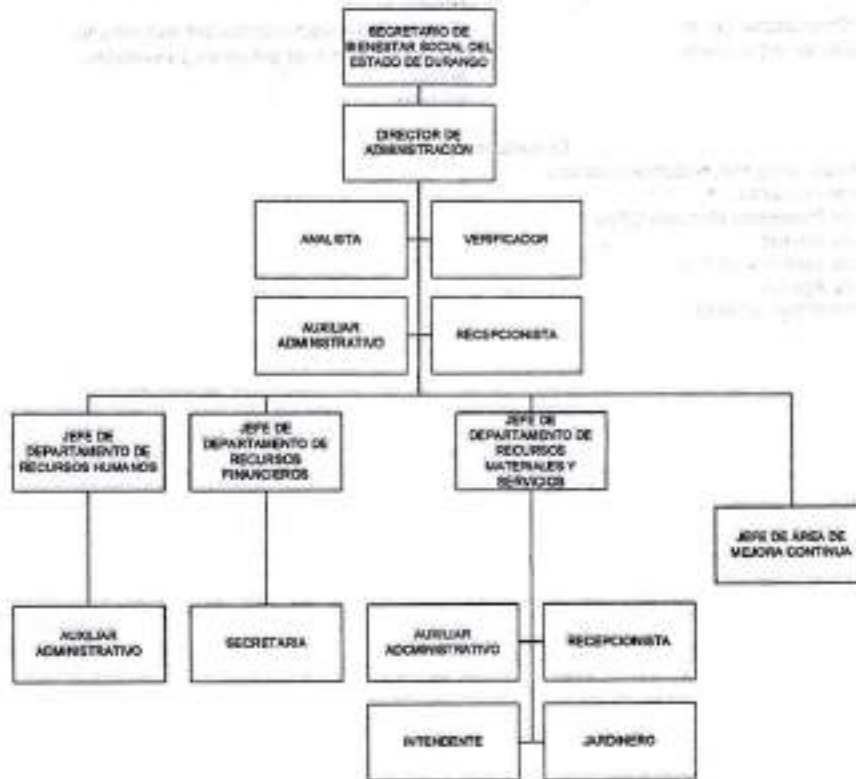 SECRETARIO DE
BIENESTAR SOCIAL DEL
ESTADO DE DURANGO
DIRECTOR DE
ADMINISTRACIÓN
ANALISTA
VERIFICADOR
AUXILIAR
ADMINISTRATIVO
RECEPCIONISTA
JEFE DE
DEPARTAMENTO DE
RECURSOS HUMANOS
JEFE DE
DEPARTAMENTO DE
RECURSOS
FINANCIEROS
JEFE DE
DEPARTAMENTO DE
RECURSOS
MATERIALES Y
SERVICIOS
JEFE DE ÁREA DE
MEJORA CONTINUA
AUXILIAR
ADMINISTRATIVO
SECRETARIA
AUXILIAR
ADCMINISTRATIVO
RECEPCIONISTA
INTENDENTE
JARDINERO